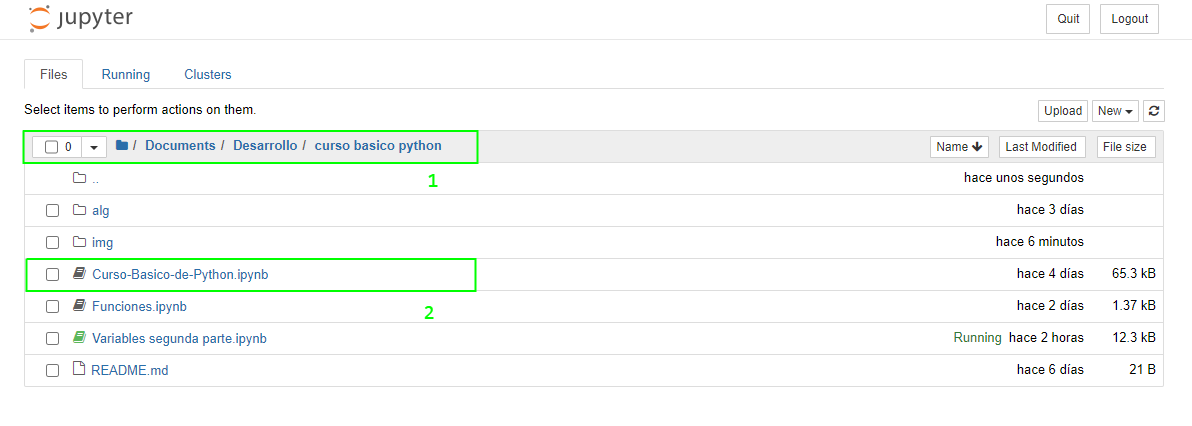 jupyter Quit Logout
Files Running Clusters
Select items to perform actions on them. Upload New
0 / Documents / Desarrollo / curso basico python Name Last Modified File size
1
.. hace unos segundos
alg hace 3 días
img hace 6 minutos
Curso-Basico-de-Python.ipynb hace 4 días 65.3 kB
Funciones.ipynb hace 2 días 1.37 kB
2
Variables segunda parte.ipynb Running hace 2 horas 12.3 kB
README.md hace 6 días 21 B